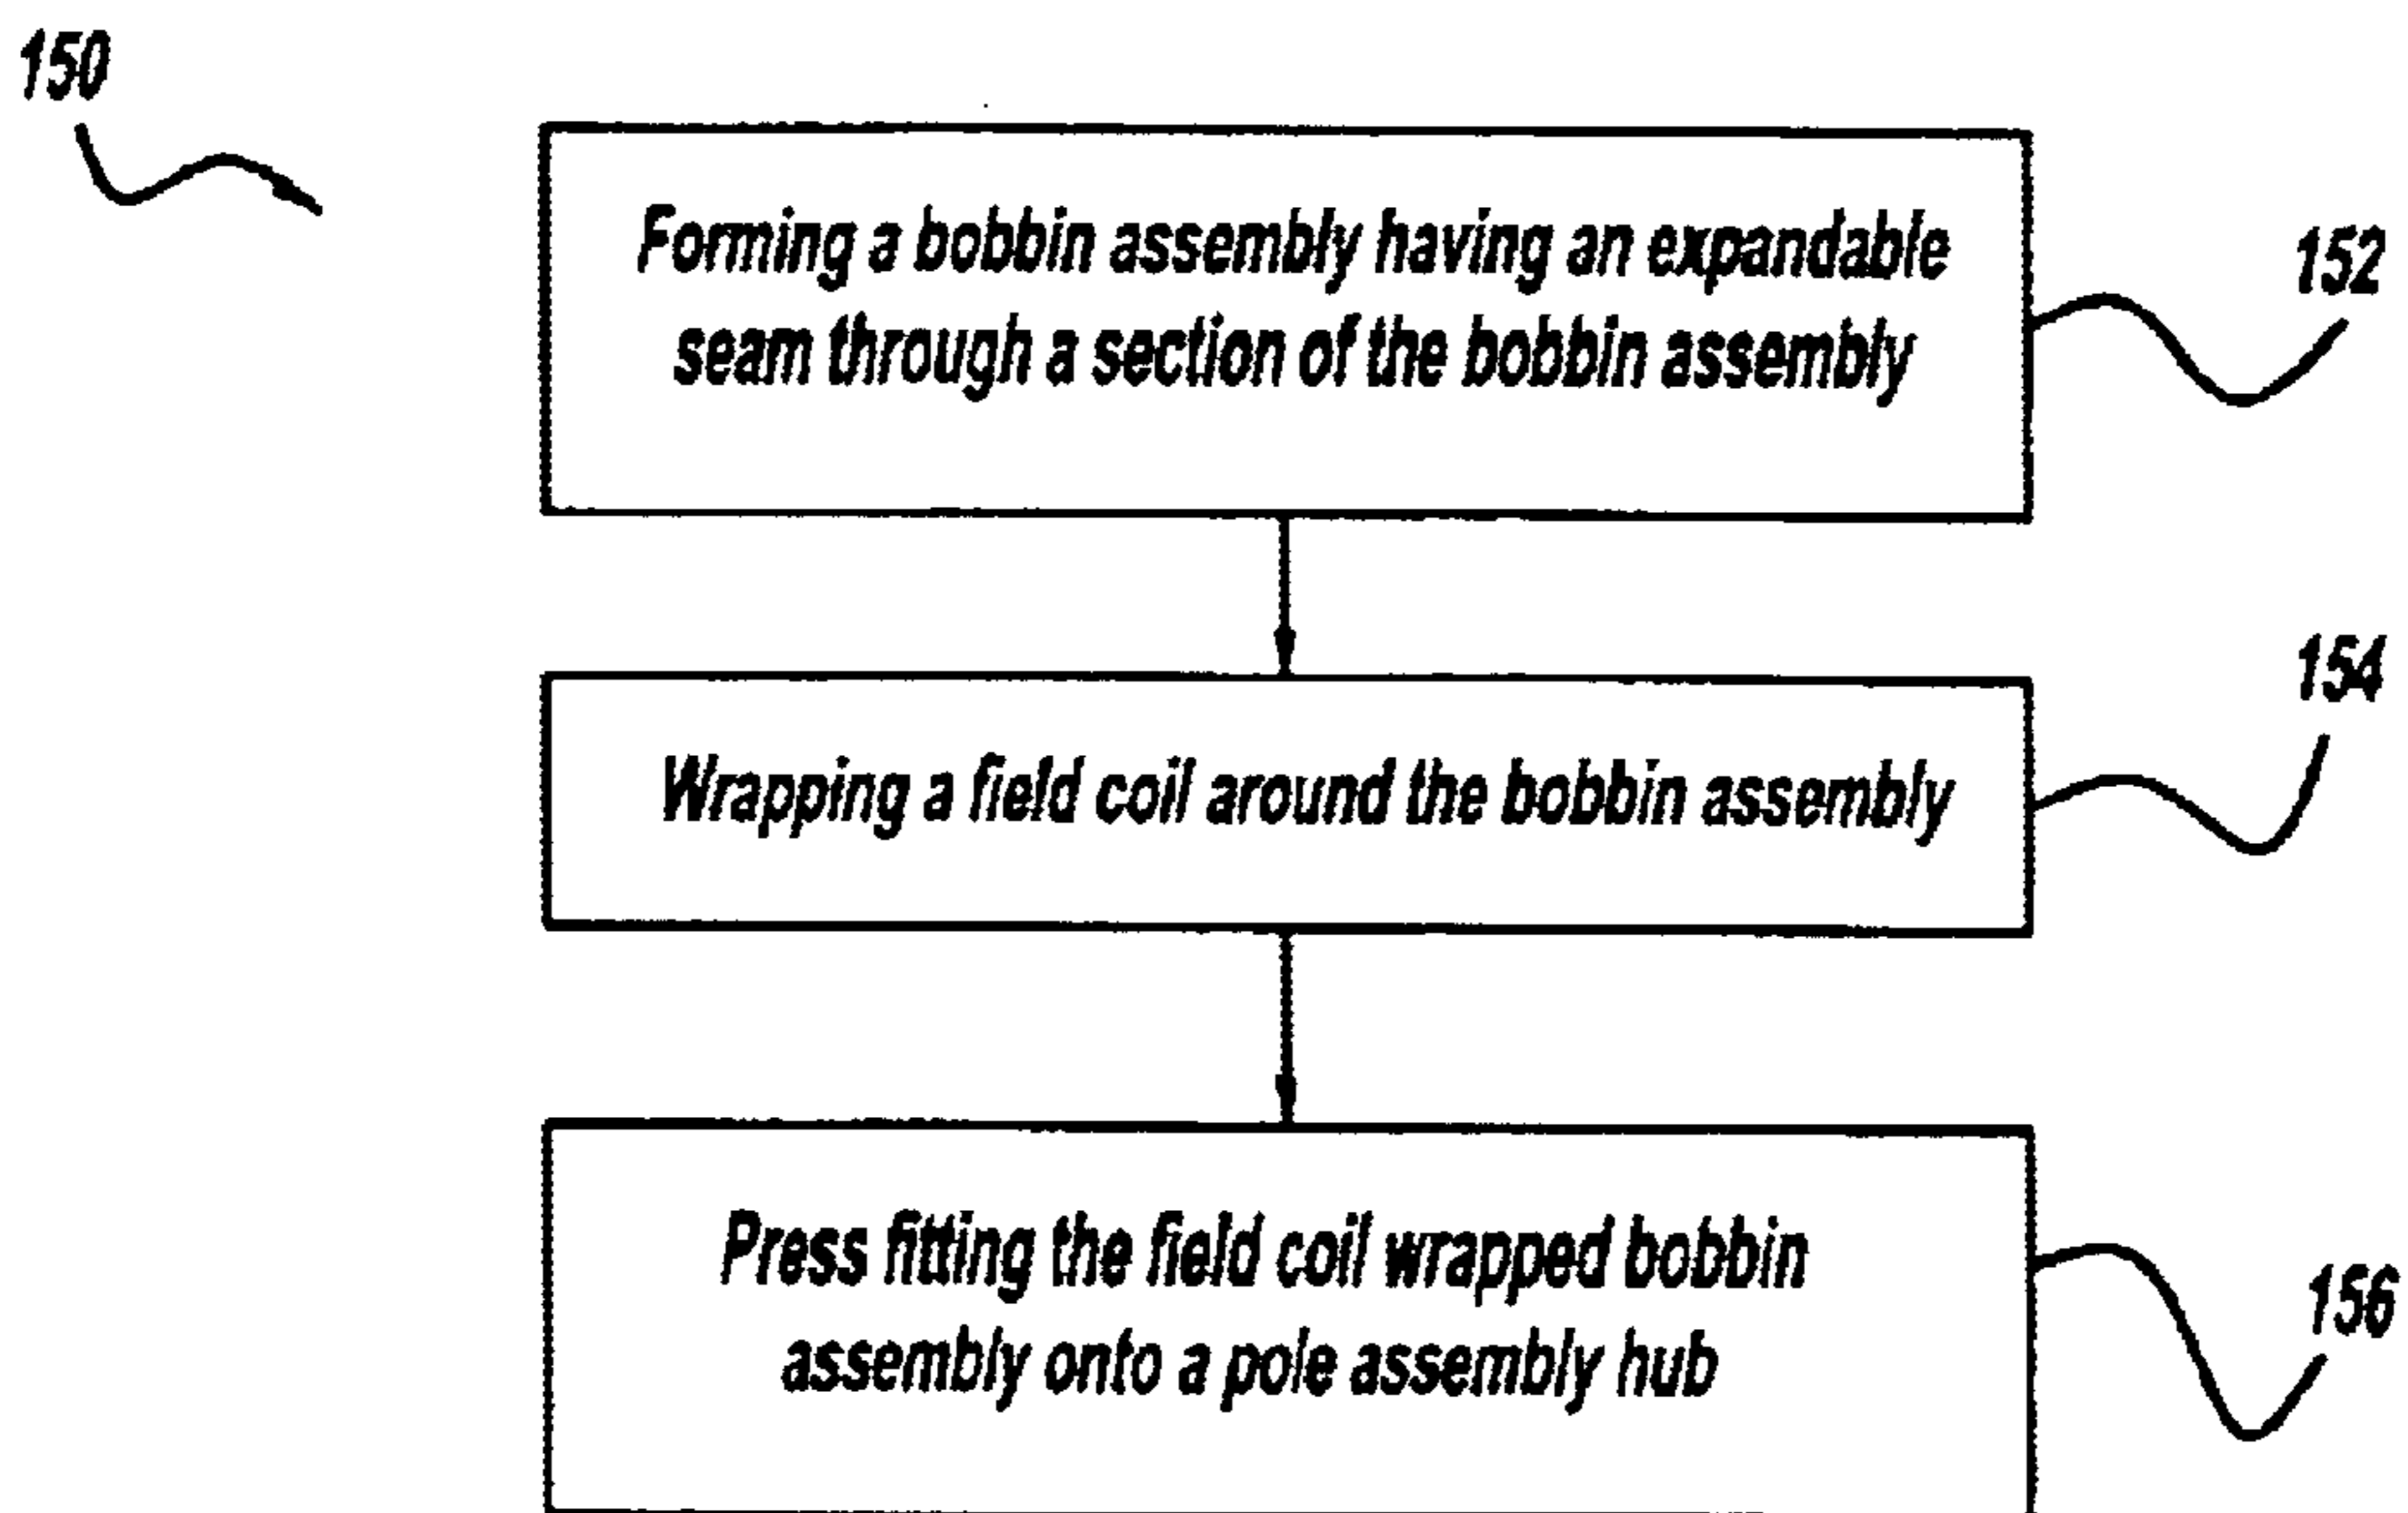 150
Forming a bobbin assembly having an expandable
seam through a section of the bobbin assembly
152
154
Wrapping a field coil around the bobbin assembly
Press fitting the field coil wrapped bobbin
assembly onto a pole assembly hub
156